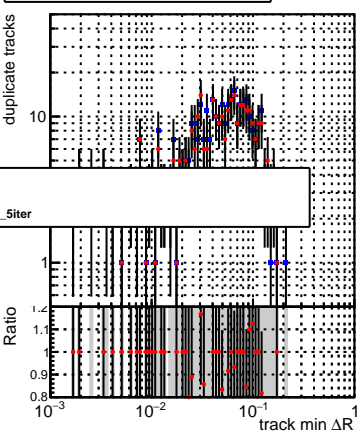 duplicate tracks
10
_5iter
1
Ratio
1.2
1.1
1
0.9
0.8
10⁻³ 10⁻² 10⁻¹ 1
track min ΔR